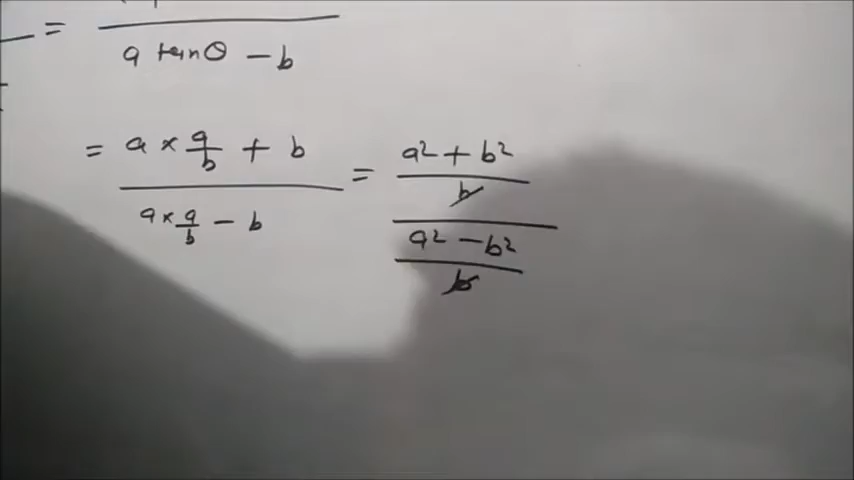 =
a tanθ - b
= a × a/b + b / a × a/b - b = a² + b² / b / a² - b² / b